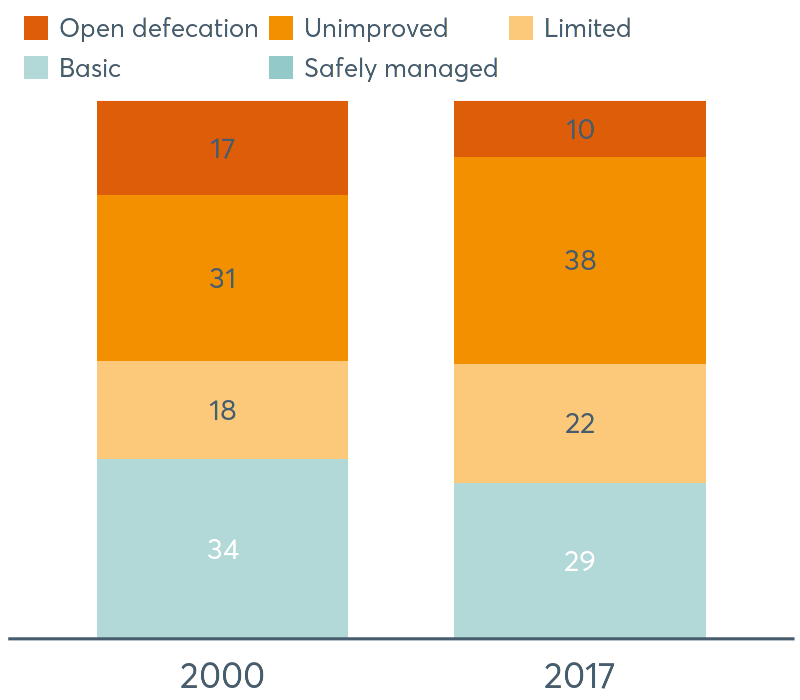 Open defecation Unimproved Limited
Basic Safely managed
17 10
31 38
18 22
34 29
2000 2017